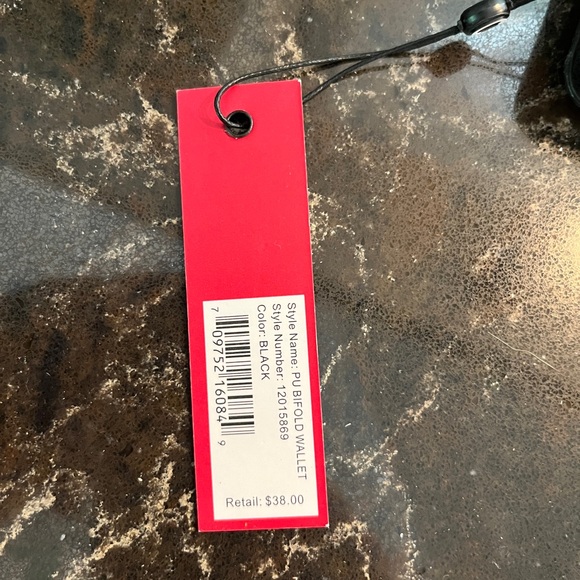 Style Name: PU BIFOLD WALLET
Style Number: 12015869
Color: BLACK
7 09752 16084 9
Retail: $38.00